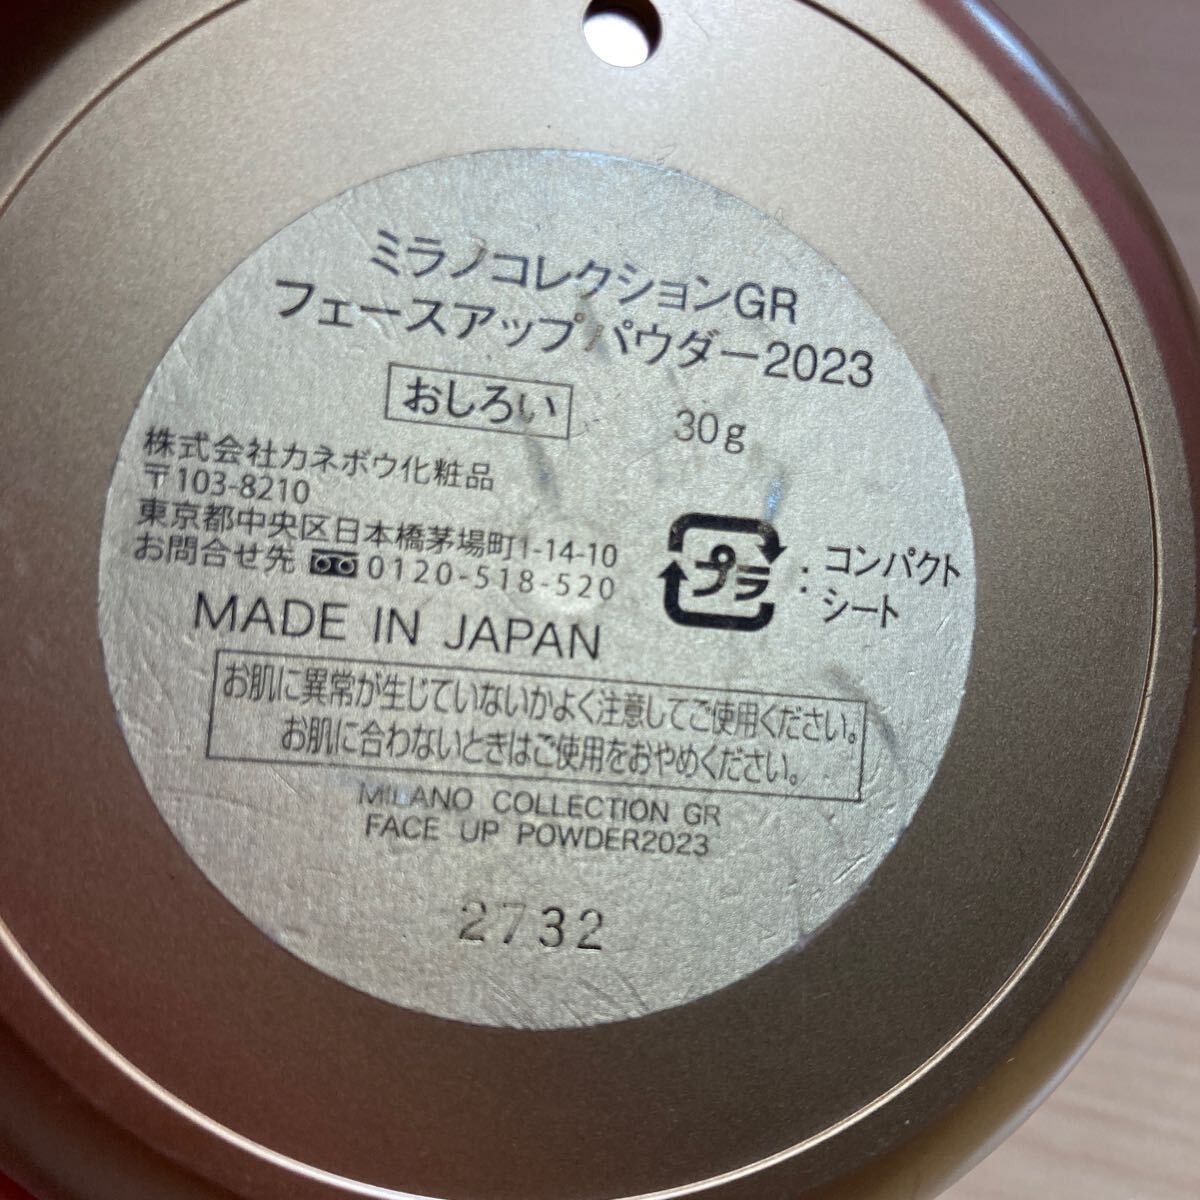 ミラノコレクションGR
フェースアップパウダー2023
おしろい 30g
株式会社カネボウ化粧品
〒103-8210
東京都中央区日本橋茅場町1-14-10
お問合せ先 0120-518-520
プラ : コンパクト
: シート
MADE IN JAPAN
お肌に異常が生じていないかよく注意してご使用ください。
お肌に合わないときはご使用をおやめください。
MILANO COLLECTION GR
FACE UP POWDER2023
2732